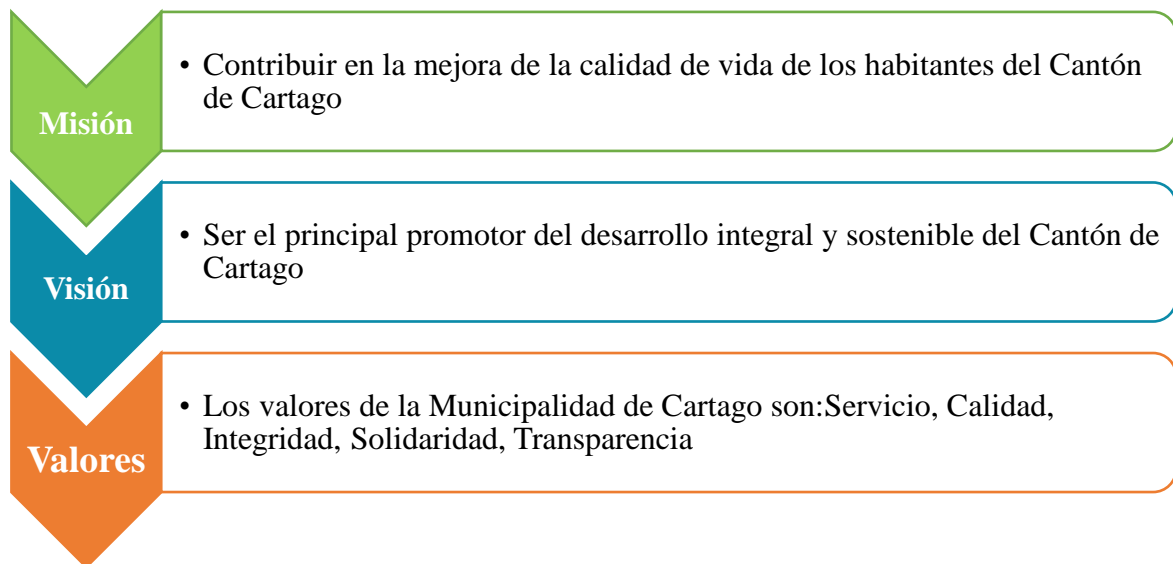 Misión
• Contribuir en la mejora de la calidad de vida de los habitantes del Cantón
de Cartago
Visión
• Ser el principal promotor del desarrollo integral y sostenible del Cantón de
Cartago
Valores
• Los valores de la Municipalidad de Cartago son:Servicio, Calidad,
Integridad, Solidaridad, Transparencia